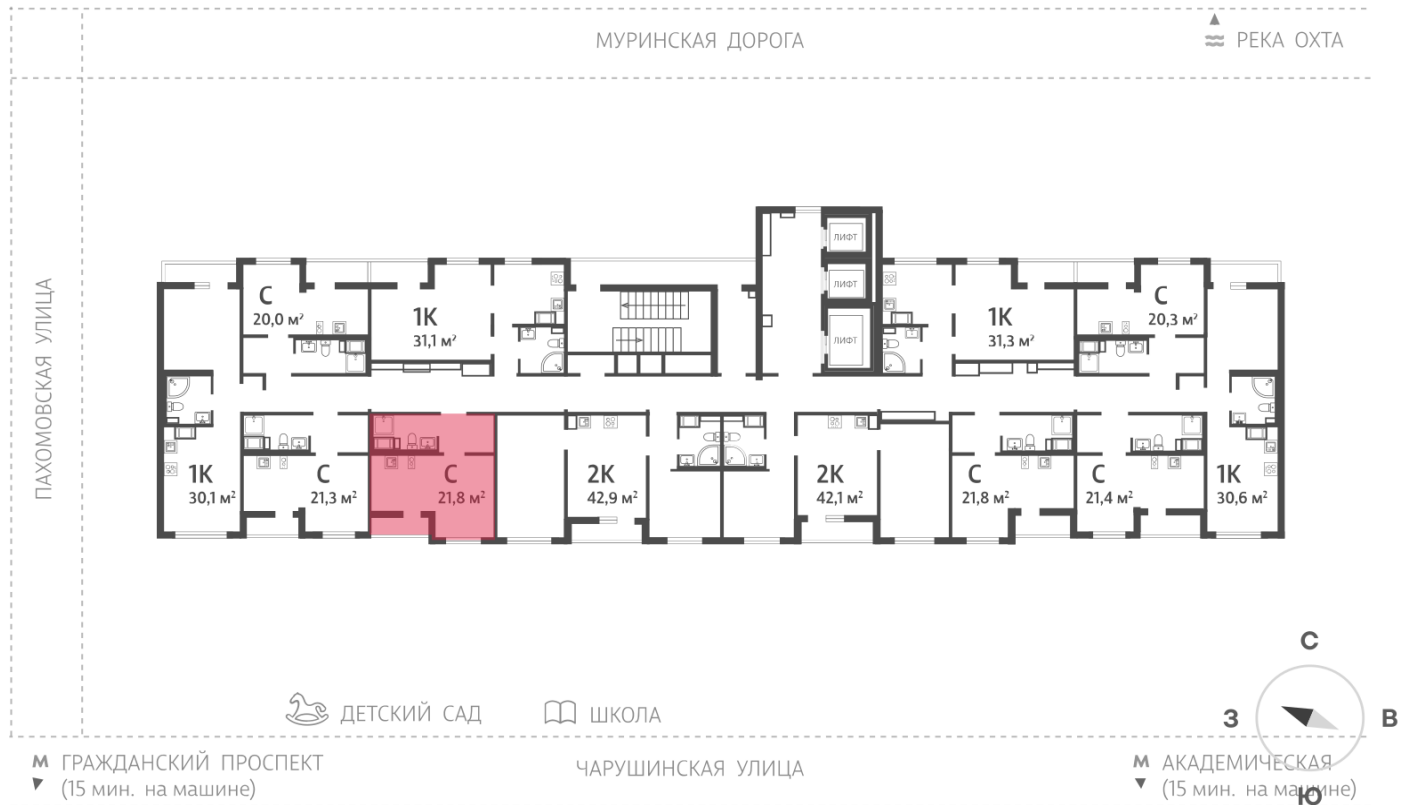 МУРИНСКАЯ ДОРОГА
РЕКА ОХТА
ПАХОМОВСКАЯ УЛИЦА
ЛИФТ
ЛИФТ
ЛИФТ
С
20,0 м²
1К
31,1 м²
1К
31,3 м²
С
20,3 м²
1К
30,1 м²
С
21,3 м²
С
21,8 м²
2К
42,9 м²
2К
42,1 м²
С
21,8 м²
С
21,4 м²
1К
30,6 м²
ДЕТСКИЙ САД
ШКОЛА
С
З
В
Ю
М ГРАЖДАНСКИЙ ПРОСПЕКТ
(15 мин. на машине)
ЧАРУШИНСКАЯ УЛИЦА
М АКАДЕМИЧЕСКАЯ
(15 мин. на машине)